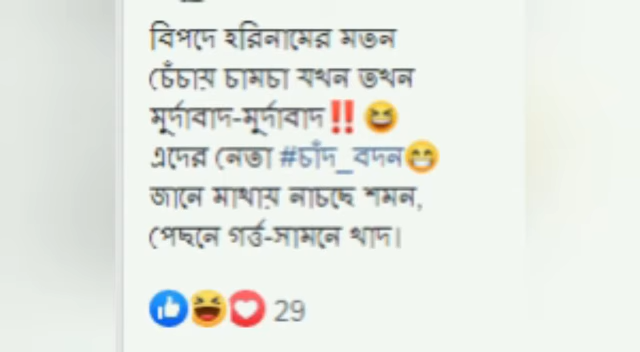 বিপদে হরিনামের মতন
চেঁচায় চামচা যখন তখন
মূর্দাবাদ-মূর্দাবাদ‼️😆
এদের নেতা #চাঁদ_বদন😁
জানে মাথায় নাচছে শমন,
পেছনে গর্ত্ত-সামনে খাদ।
29